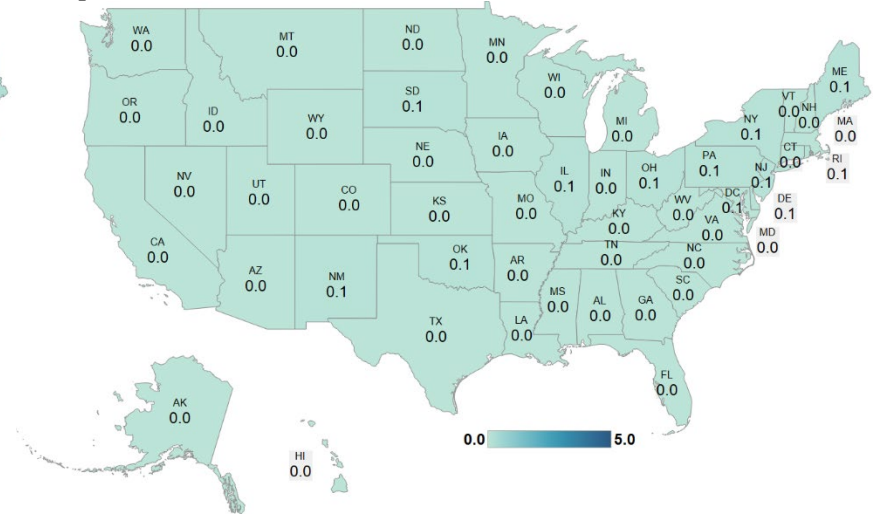 WA
0.0
MT
0.0
ND
0.0
MN
0.0
OR
0.0
ID
0.0
WY
0.0
SD
0.1
WI
0.0
MI
0.0
NY
0.1
VT
0.0
NH
0.0
ME
0.1
MA
0.0
CT
0.0
RI
0.1
NV
0.0
UT
0.0
CO
0.0
NE
0.0
IA
0.0
IL
0.1
IN
0.0
OH
0.1
PA
0.1
NJ
0.1
DE
0.1
DC
0.1
MD
0.0
CA
0.0
AZ
0.0
NM
0.1
KS
0.0
MO
0.0
KY
0.0
WV
0.0
VA
0.0
OK
0.1
AR
0.0
TN
0.0
NC
0.0
SC
0.0
TX
0.0
LA
0.0
MS
0.0
AL
0.0
GA
0.0
FL
0.0
AK
0.0
HI
0.0
0.0 5.0